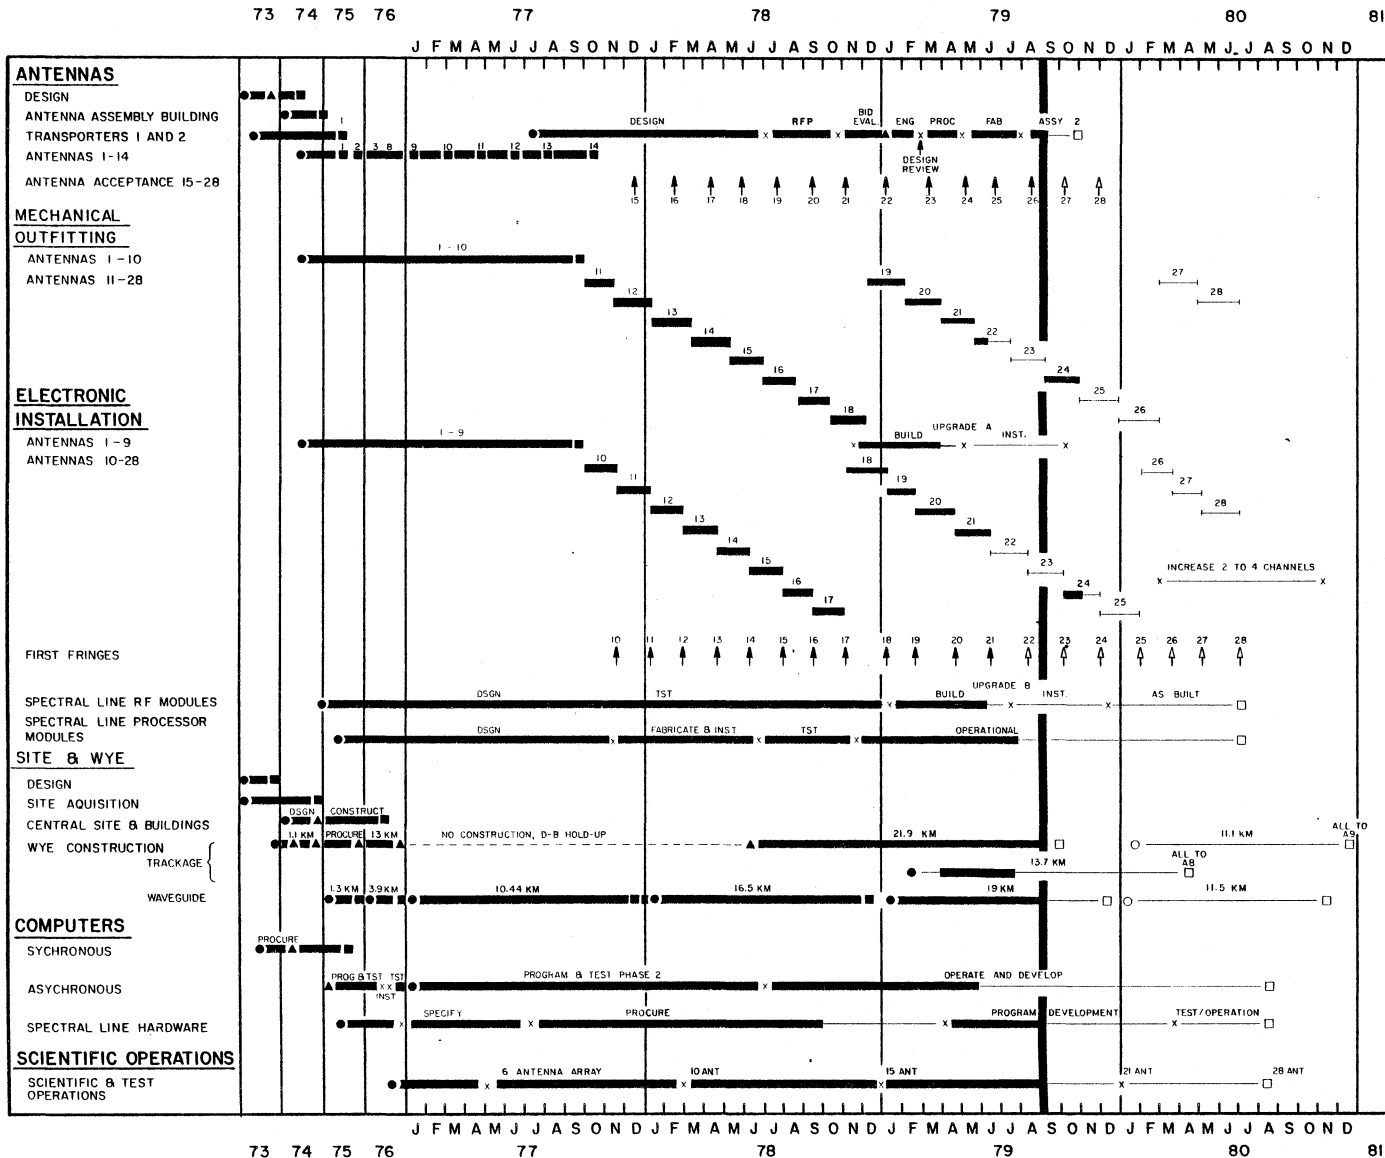 73 74 75 76 77 78 79 80 81
J F M A M J J A S O N D J F M A M J J A S O N D J F M A M J J A S O N D J F M A M J J A S O N D
ANTENNAS
DESIGN
ANTENNA ASSEMBLY BUILDING
TRANSPORTERS 1 AND 2 1 DESIGN RFP BID EVAL. ENG PROC FAB ASSY 2
ANTENNAS 1-14 1 2 3 8 9 10 11 12 13 14
DESIGN REVIEW
ANTENNA ACCEPTANCE 15-28 15 16 17 18 19 20 21 22 23 24 25 26 27 28
MECHANICAL
OUTFITTING
ANTENNAS 1-10 1 - 10
ANTENNAS 11-28 11 19 27
12 20 28
13 21
14 22
15 23
16 24
ELECTRONIC 17 25
INSTALLATION 18 26
ANTENNAS 1-9 1 - 9 BUILD UPGRADE A INST.
ANTENNAS 10-28 10 18 26
11 19 27
12 20 28
13 21
14 22
15 23 INCREASE 2 TO 4 CHANNELS
16 24
17 25
FIRST FRINGES 10 11 12 13 14 15 16 17 18 19 20 21 22 23 24 25 26 27 28
SPECTRAL LINE RF MODULES DSGN TST BUILD UPGRADE B INST. AS BUILT
SPECTRAL LINE PROCESSOR
MODULES DSGN FABRICATE & INST TST OPERATIONAL
SITE & WYE
DESIGN
SITE AQUISITION
CENTRAL SITE & BUILDINGS DSGN CONSTRUCT
WYE CONSTRUCTION 1.1 KM PROCURE 13 KM NO CONSTRUCTION, D-B HOLD-UP 21.9 KM 11.1 KM ALL TO A9
TRACKAGE 13.7 KM ALL TO A8
WAVEGUIDE 1.3 KM 3.9KM 10.44 KM 16.5 KM 19 KM 11.5 KM
COMPUTERS
SYCHRONOUS PROCURE
ASYCHRONOUS PROG & TST TST INST PROGRAM & TEST PHASE 2 OPERATE AND DEVELOP
SPECTRAL LINE HARDWARE SPECIFY PROCURE PROGRAM DEVELOPMENT TEST/OPERATION
SCIENTIFIC OPERATIONS
SCIENTIFIC & TEST
OPERATIONS 6 ANTENNA ARRAY 10 ANT 15 ANT 21 ANT 28 ANT
J F M A M J J A S O N D J F M A M J J A S O N D J F M A M J J A S O N D J F M A M J J A S O N D
73 74 75 76 77 78 79 80 81